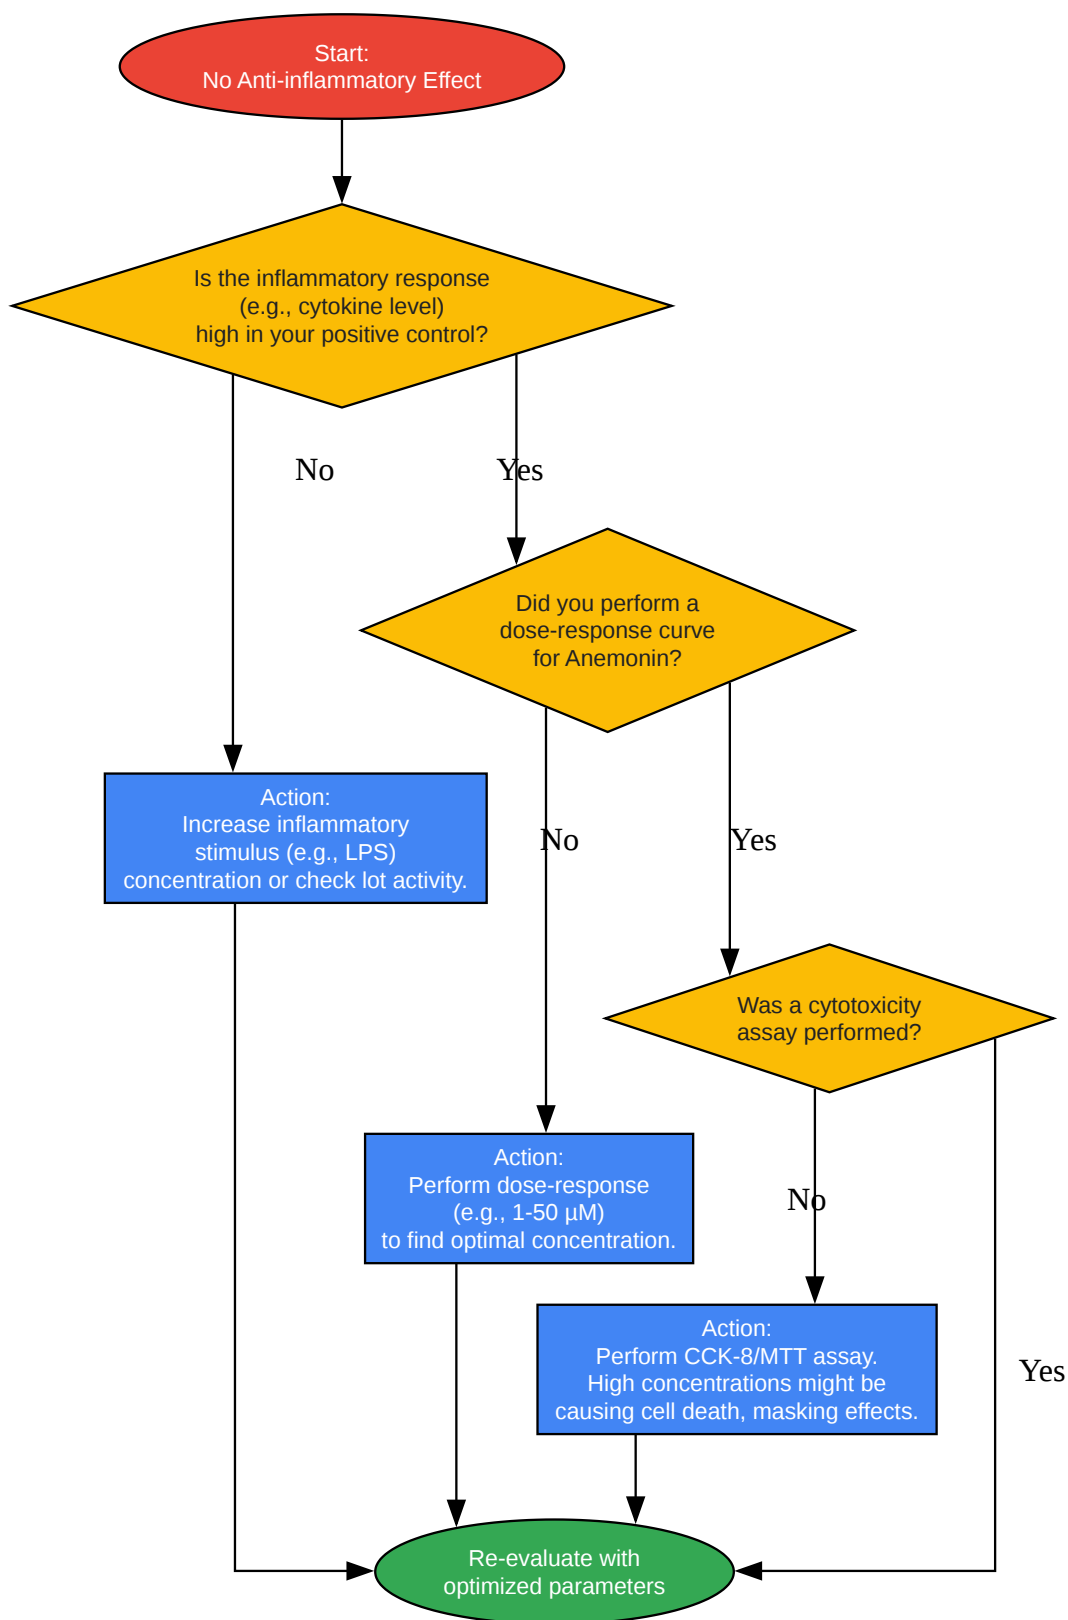 Start:
No Anti-inflammatory Effect
Is the inflammatory response
(e.g., cytokine level)
high in your positive control?
No
Yes
Did you perform a
dose-response curve
for Anemonin?
Action:
Increase inflammatory
stimulus (e.g., LPS)
concentration or check lot activity.
No
Yes
Was a cytotoxicity
assay performed?
Action:
Perform dose-response
(e.g., 1-50 µM)
to find optimal concentration.
No
Action:
Perform CCK-8/MTT assay.
High concentrations might be
causing cell death, masking effects.
Yes
Re-evaluate with
optimized parameters